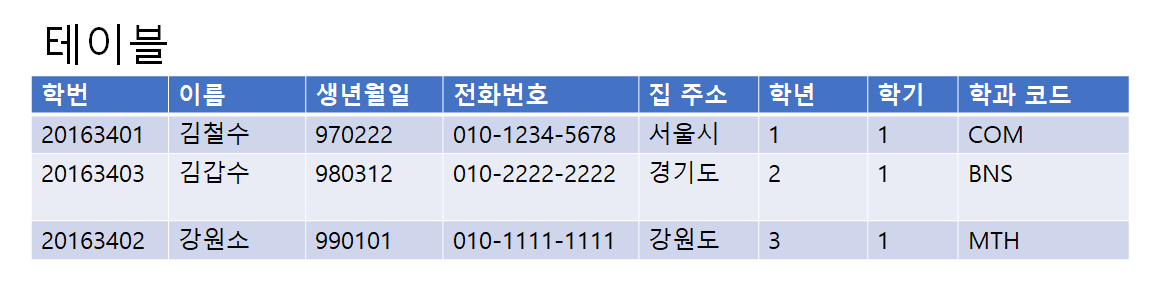 테이블
학번 이름 생년월일 전화번호 집 주소 학년 학기 학과 코드
20163401 김철수 970222 010-1234-5678 서울시 1 1 COM
20163403 김갑수 980312 010-2222-2222 경기도 2 1 BNS
20163402 강원소 990101 010-1111-1111 강원도 3 1 MTH